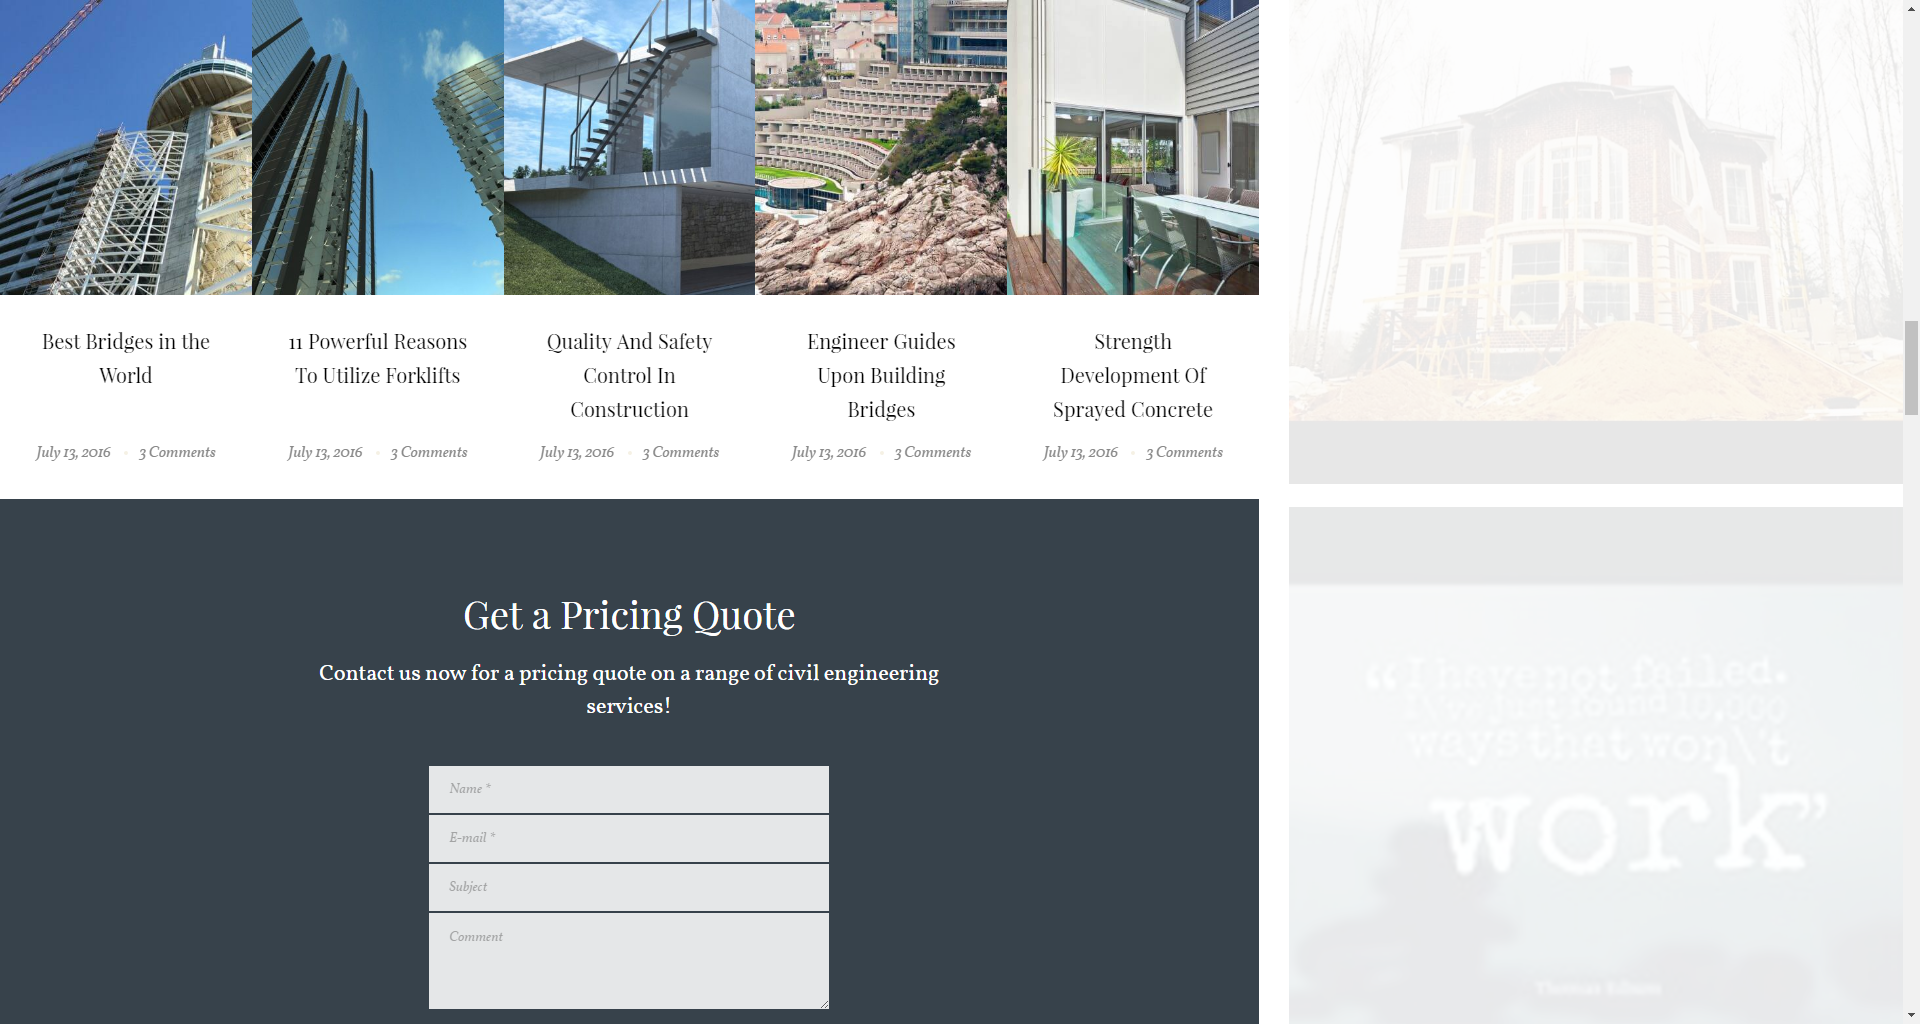 Best Bridges in the
World
July 13, 2016 3 Comments
11 Powerful Reasons
To Utilize Forklifts
July 13, 2016 3 Comments
Quality And Safety
Control In
Construction
July 13, 2016 3 Comments
Engineer Guides
Upon Building
Bridges
July 13, 2016 3 Comments
Strength
Development Of
Sprayed Concrete
July 13, 2016 3 Comments
Get a Pricing Quote
Contact us now for a pricing quote on a range of civil engineering
services!
Name *
E-mail *
Subject
Comment
“I have not failed.
I've just found 10,000
ways that won\'t
work”
Thomas Edison